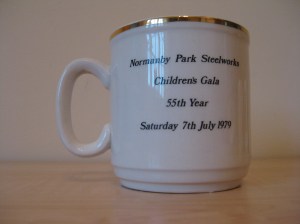 Normanby Park Steelworks
Children's Gala
55th Year
Saturday 7th July 1979